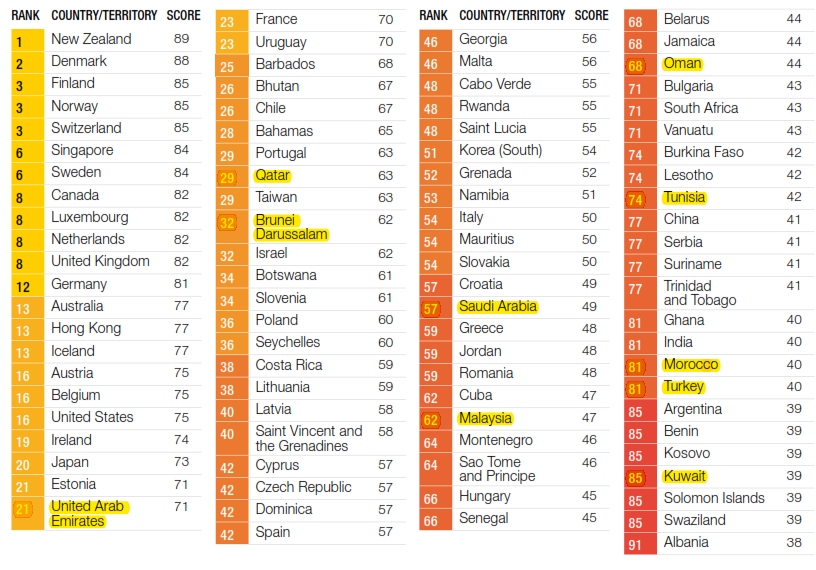 RANK COUNTRY/TERRITORY SCORE
1 New Zealand 89
2 Denmark 88
3 Finland 85
3 Norway 85
3 Switzerland 85
6 Singapore 84
6 Sweden 84
8 Canada 82
8 Luxembourg 82
8 Netherlands 82
8 United Kingdom 82
12 Germany 81
13 Australia 77
13 Hong Kong 77
13 Iceland 77
16 Austria 75
16 Belgium 75
16 United States 75
19 Ireland 74
20 Japan 73
21 Estonia 71
21 United Arab 71
Emirates
23 France 70
23 Uruguay 70
25 Barbados 68
26 Bhutan 67
26 Chile 67
28 Bahamas 65
29 Portugal 63
29 Qatar 63
29 Taiwan 63
32 Brunei 62
Darussalam
32 Israel 62
34 Botswana 61
34 Slovenia 61
36 Poland 60
36 Seychelles 60
38 Costa Rica 59
38 Lithuania 59
40 Latvia 58
40 Saint Vincent and 58
the Grenadines
42 Cyprus 57
42 Czech Republic 57
42 Dominica 57
42 Spain 57
RANK COUNTRY/TERRITORY SCORE
46 Georgia 56
46 Malta 56
48 Cabo Verde 55
48 Rwanda 55
48 Saint Lucia 55
51 Korea (South) 54
52 Grenada 52
53 Namibia 51
54 Italy 50
54 Mauritius 50
54 Slovakia 50
57 Croatia 49
57 Saudi Arabia 49
59 Greece 48
59 Jordan 48
59 Romania 48
62 Cuba 47
62 Malaysia 47
64 Montenegro 46
64 Sao Tome 46
and Principe
66 Hungary 45
66 Senegal 45
68 Belarus 44
68 Jamaica 44
68 Oman 44
71 Bulgaria 43
71 South Africa 43
71 Vanuatu 43
74 Burkina Faso 42
74 Lesotho 42
74 Tunisia 42
77 China 41
77 Serbia 41
77 Suriname 41
77 Trinidad 41
and Tobago
81 Ghana 40
81 India 40
81 Morocco 40
81 Turkey 40
85 Argentina 39
85 Benin 39
85 Kosovo 39
85 Kuwait 39
85 Solomon Islands 39
85 Swaziland 39
91 Albania 38